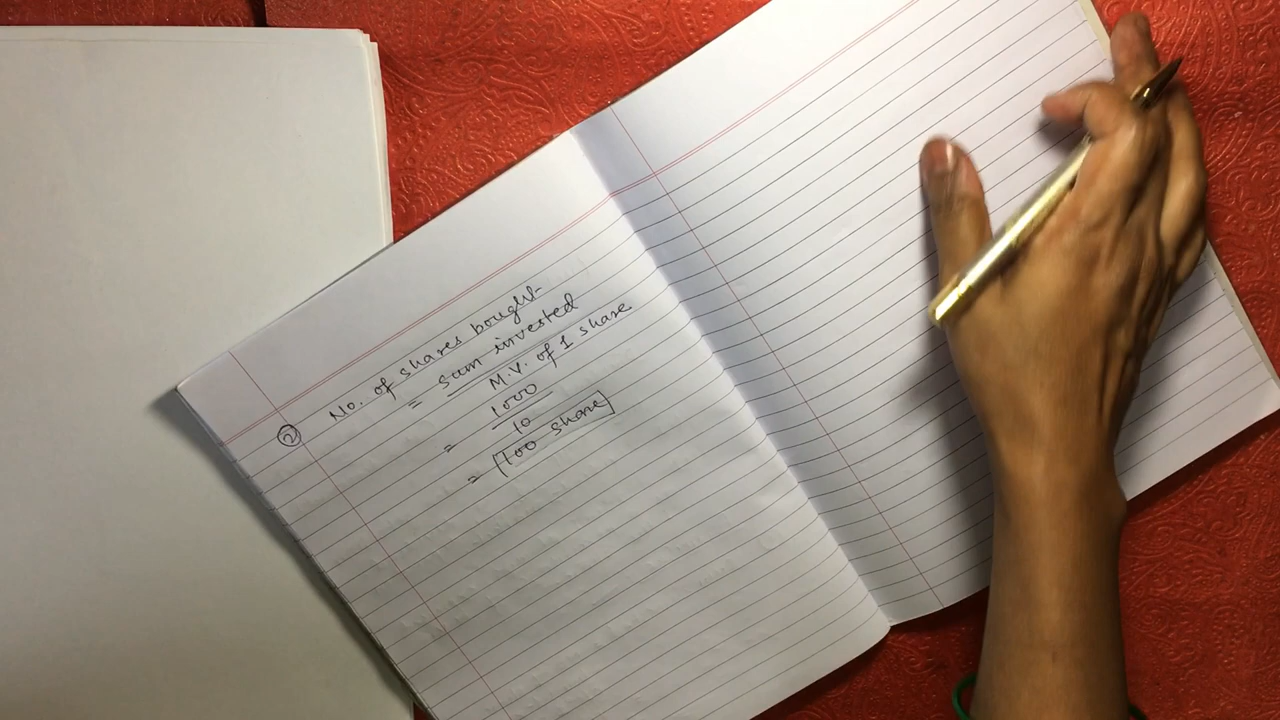 ② No. of shares bought-
= sum invested
M.V. of 1 share
= 1000
10
= [100 share]